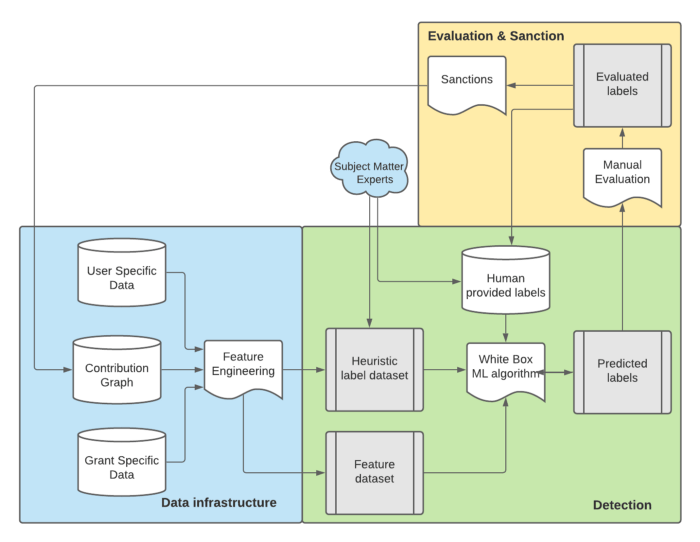 Evaluation & Sanction
Sanctions
Evaluated
labels
Subject Matter
Experts
Manual
Evaluation
User Specific
Data
Human
provided labels
Contribution
Graph
Feature
Engineering
Heuristic
label dataset
White Box
ML algorithm
Predicted
labels
Grant Specific
Data
Feature
dataset
Data infrastructure
Detection